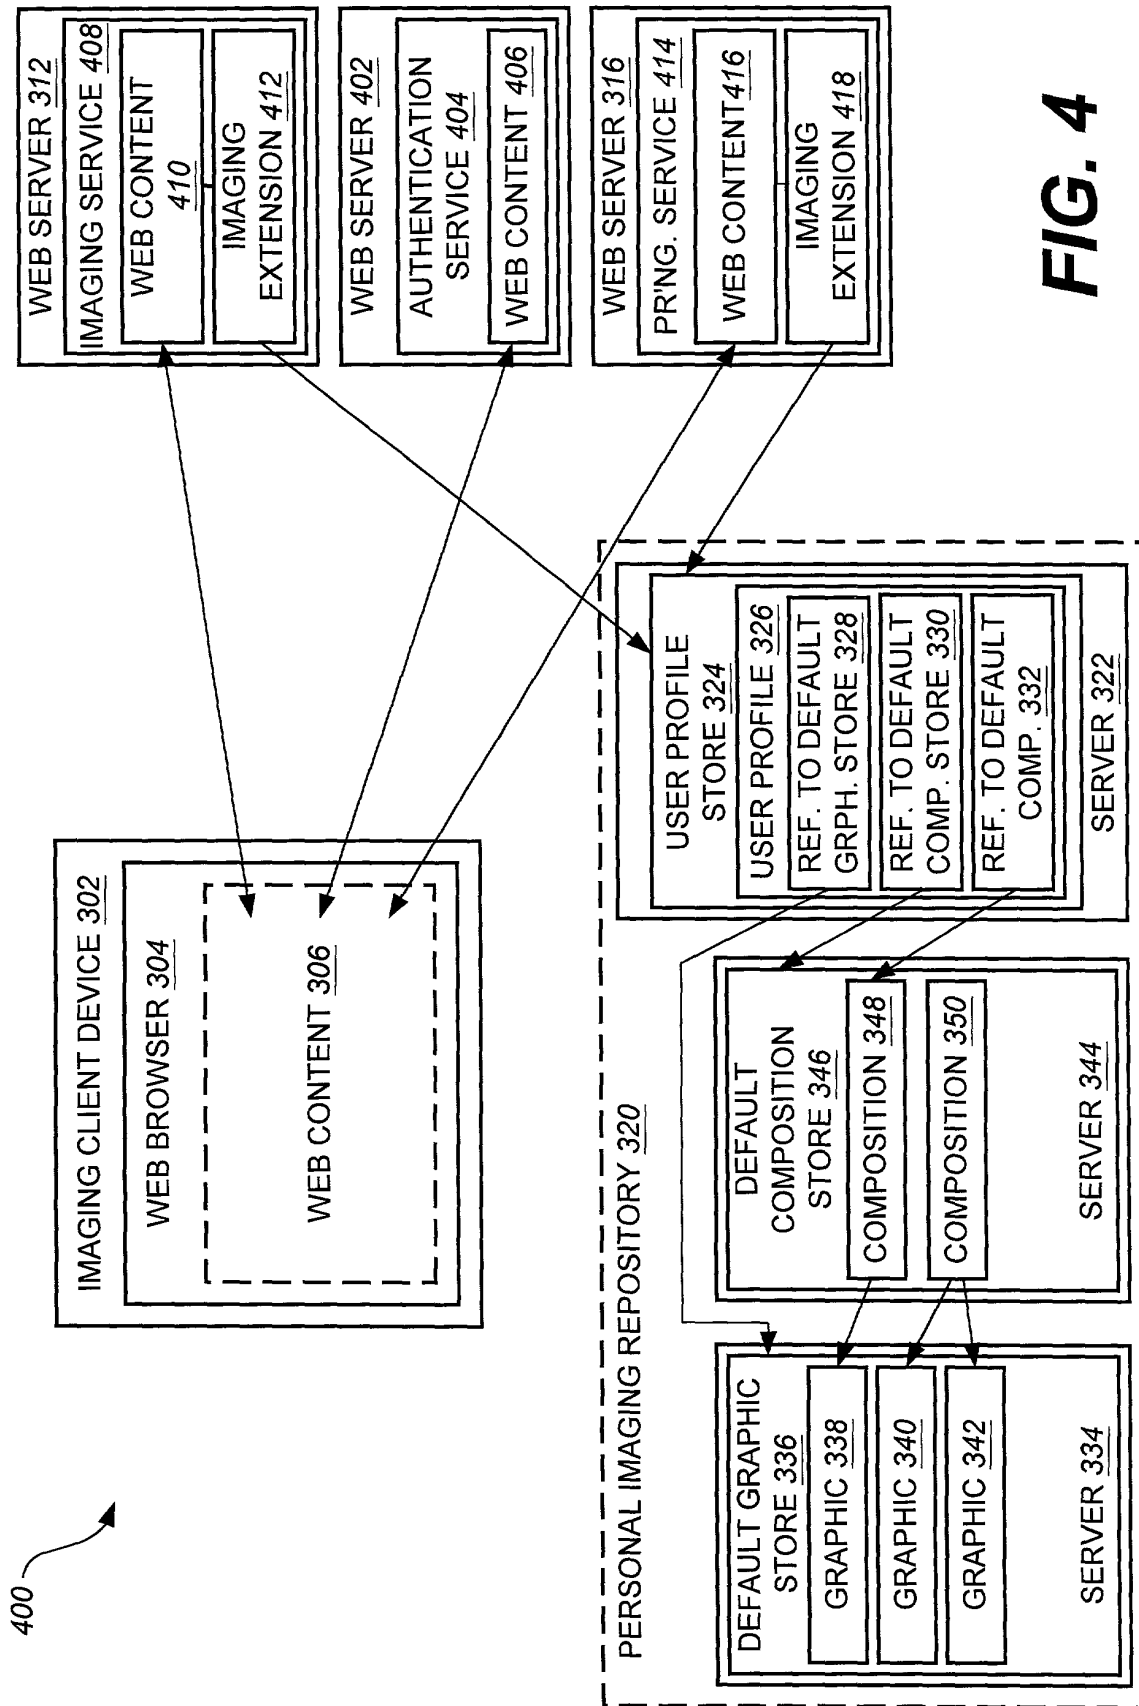 400
IMAGING CLIENT DEVICE 302
WEB BROWSER 304
WEB CONTENT 306
WEB SERVER 312
IMAGING SERVICE 408
WEB CONTENT
410
IMAGING
EXTENSION 412
WEB SERVER 402
AUTHENTICATION
SERVICE 404
WEB CONTENT 406
WEB SERVER 316
PR'NG. SERVICE 414
WEB CONTENT416
IMAGING
EXTENSION 418
PERSONAL IMAGING REPOSITORY 320
DEFAULT GRAPHIC
STORE 336
GRAPHIC 338
GRAPHIC 340
GRAPHIC 342
SERVER 334
DEFAULT
COMPOSITION
STORE 346
COMPOSITION 348
COMPOSITION 350
SERVER 344
USER PROFILE
STORE 324
USER PROFILE 326
REF. TO DEFAULT
GRPH. STORE 328
REF. TO DEFAULT
COMP. STORE 330
REF. TO DEFAULT
COMP. 332
SERVER 322
FIG. 4